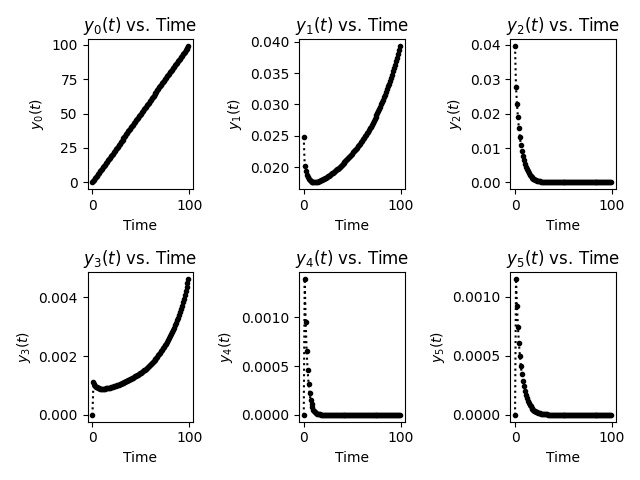 y₀(t) vs. Time
100
75
50
25
0
y₀(t)
0 100
Time
y₁(t) vs. Time
0.040
0.035
0.030
0.025
0.020
y₁(t)
0 100
Time
y₂(t) vs. Time
0.04
0.03
0.02
0.01
0.00
y₂(t)
0 100
Time
y₃(t) vs. Time
0.004
0.002
0.000
y₃(t)
0 100
Time
y₄(t) vs. Time
0.0010
0.0005
0.0000
y₄(t)
0 100
Time
y₅(t) vs. Time
0.0010
0.0005
0.0000
y₅(t)
0 100
Time